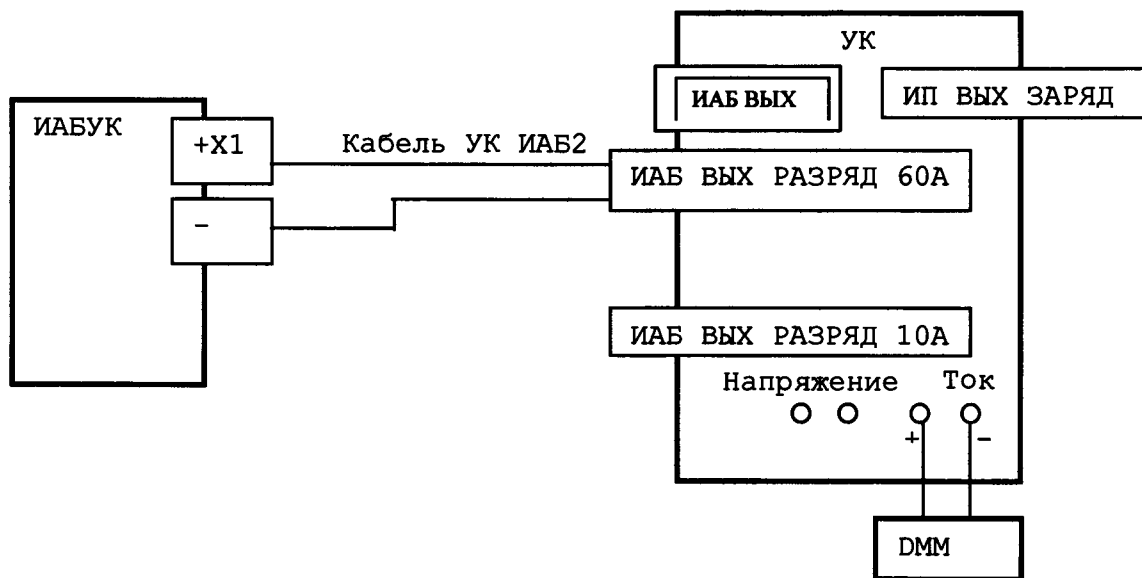 УК
ИАБ ВЫХ
ИП ВЫХ ЗАРЯД
ИАБУК
+X1
Кабель УК ИАБ2
ИАБ ВЫХ РАЗРЯД 60А
-
ИАБ ВЫХ РАЗРЯД 10А
Напряжение Ток
+ -
DMM